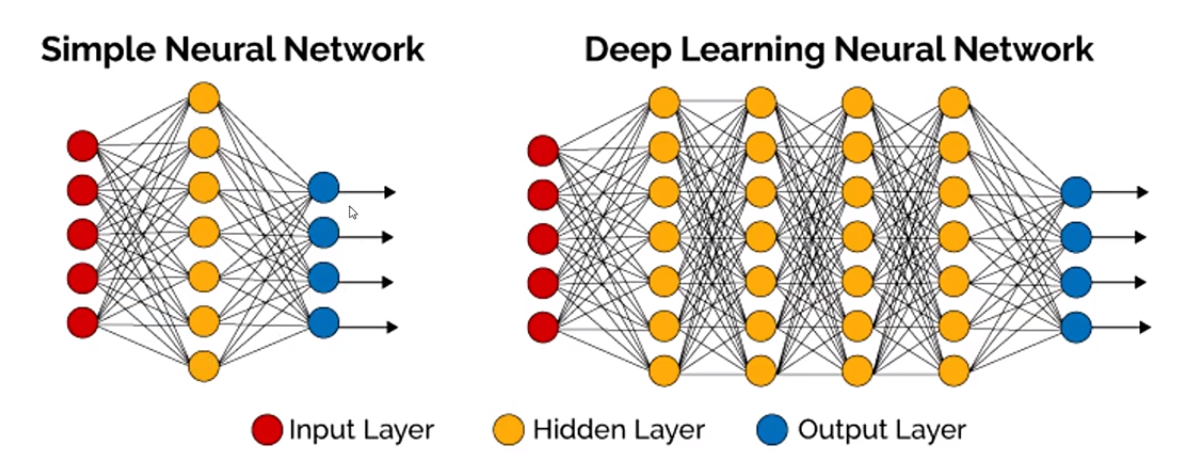 Simple Neural Network
Deep Learning Neural Network
Input Layer
Hidden Layer
Output Layer